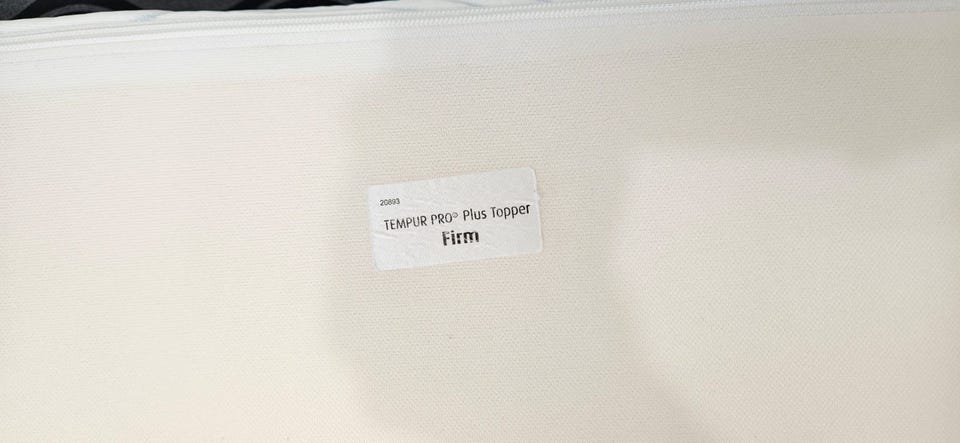 20893
TEMPUR PRO® Plus Topper
Firm